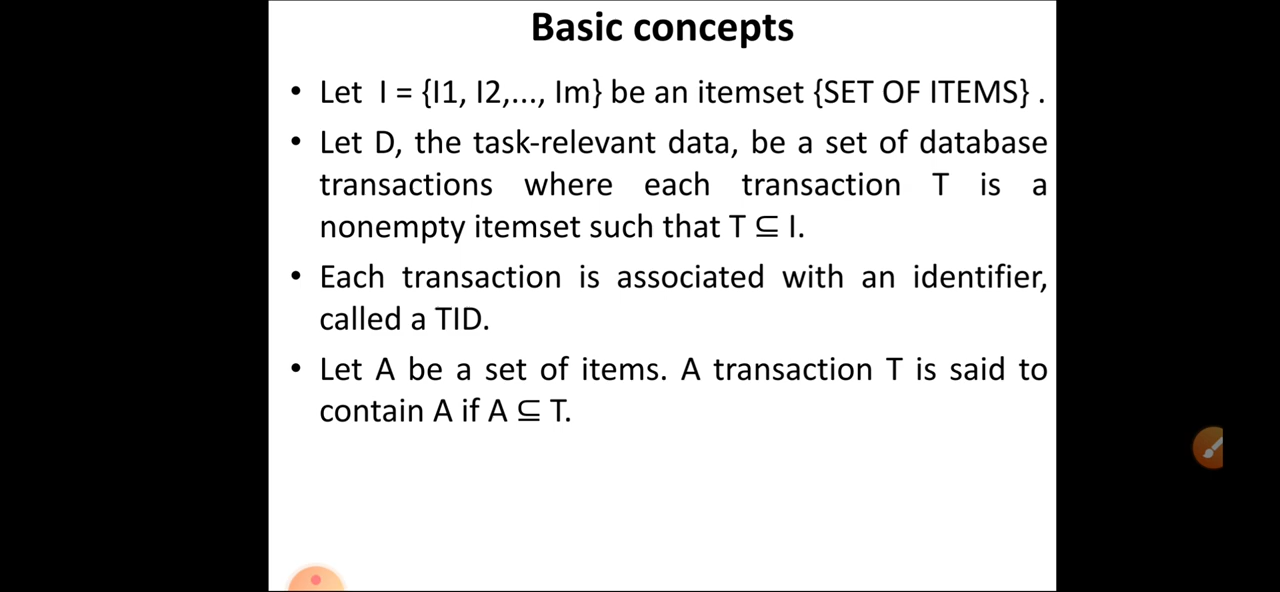 Basic concepts
• Let I = {I1, I2,..., Im} be an itemset {SET OF ITEMS} .
• Let D, the task-relevant data, be a set of database
transactions where each transaction T is a
nonempty itemset such that T ⊆ I.
• Each transaction is associated with an identifier,
called a TID.
• Let A be a set of items. A transaction T is said to
contain A if A ⊆ T.